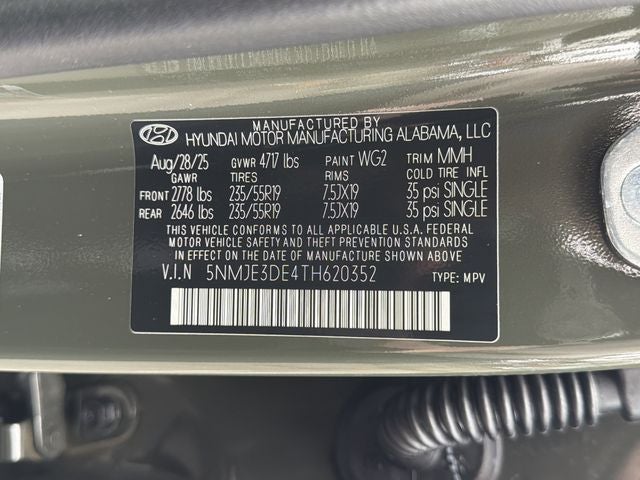 MANUFACTURED BY
HYUNDAI MOTOR MANUFACTURING ALABAMA, LLC
Aug/28/25 GVWR 4717 lbs PAINT WG2 TRIM MMH
GAWR TIRES RIMS COLD TIRE INFL
FRONT 2778 lbs 235/55R19 7.5JX19 35 psi SINGLE
REAR 2646 lbs 235/55R19 7.5JX19 35 psi SINGLE
THIS VEHICLE CONFORMS TO ALL APPLICABLE U.S.A. FEDERAL
MOTOR VEHICLE SAFETY AND THEFT PREVENTION STANDARDS
IN EFFECT ON THE DATE OF MANUFACTURE SHOWN ABOVE
V.I.N 5NMJE3DE4TH620352 TYPE: MPV